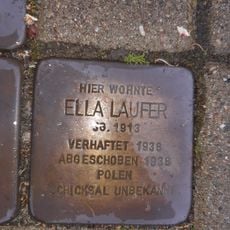 HIER WOHNTE
ELLA LAUFER
JG. 1913
VERHAFTET 1938
ABGESCHOBEN 1938
POLEN
SCHICKSAL UNBEKANNT